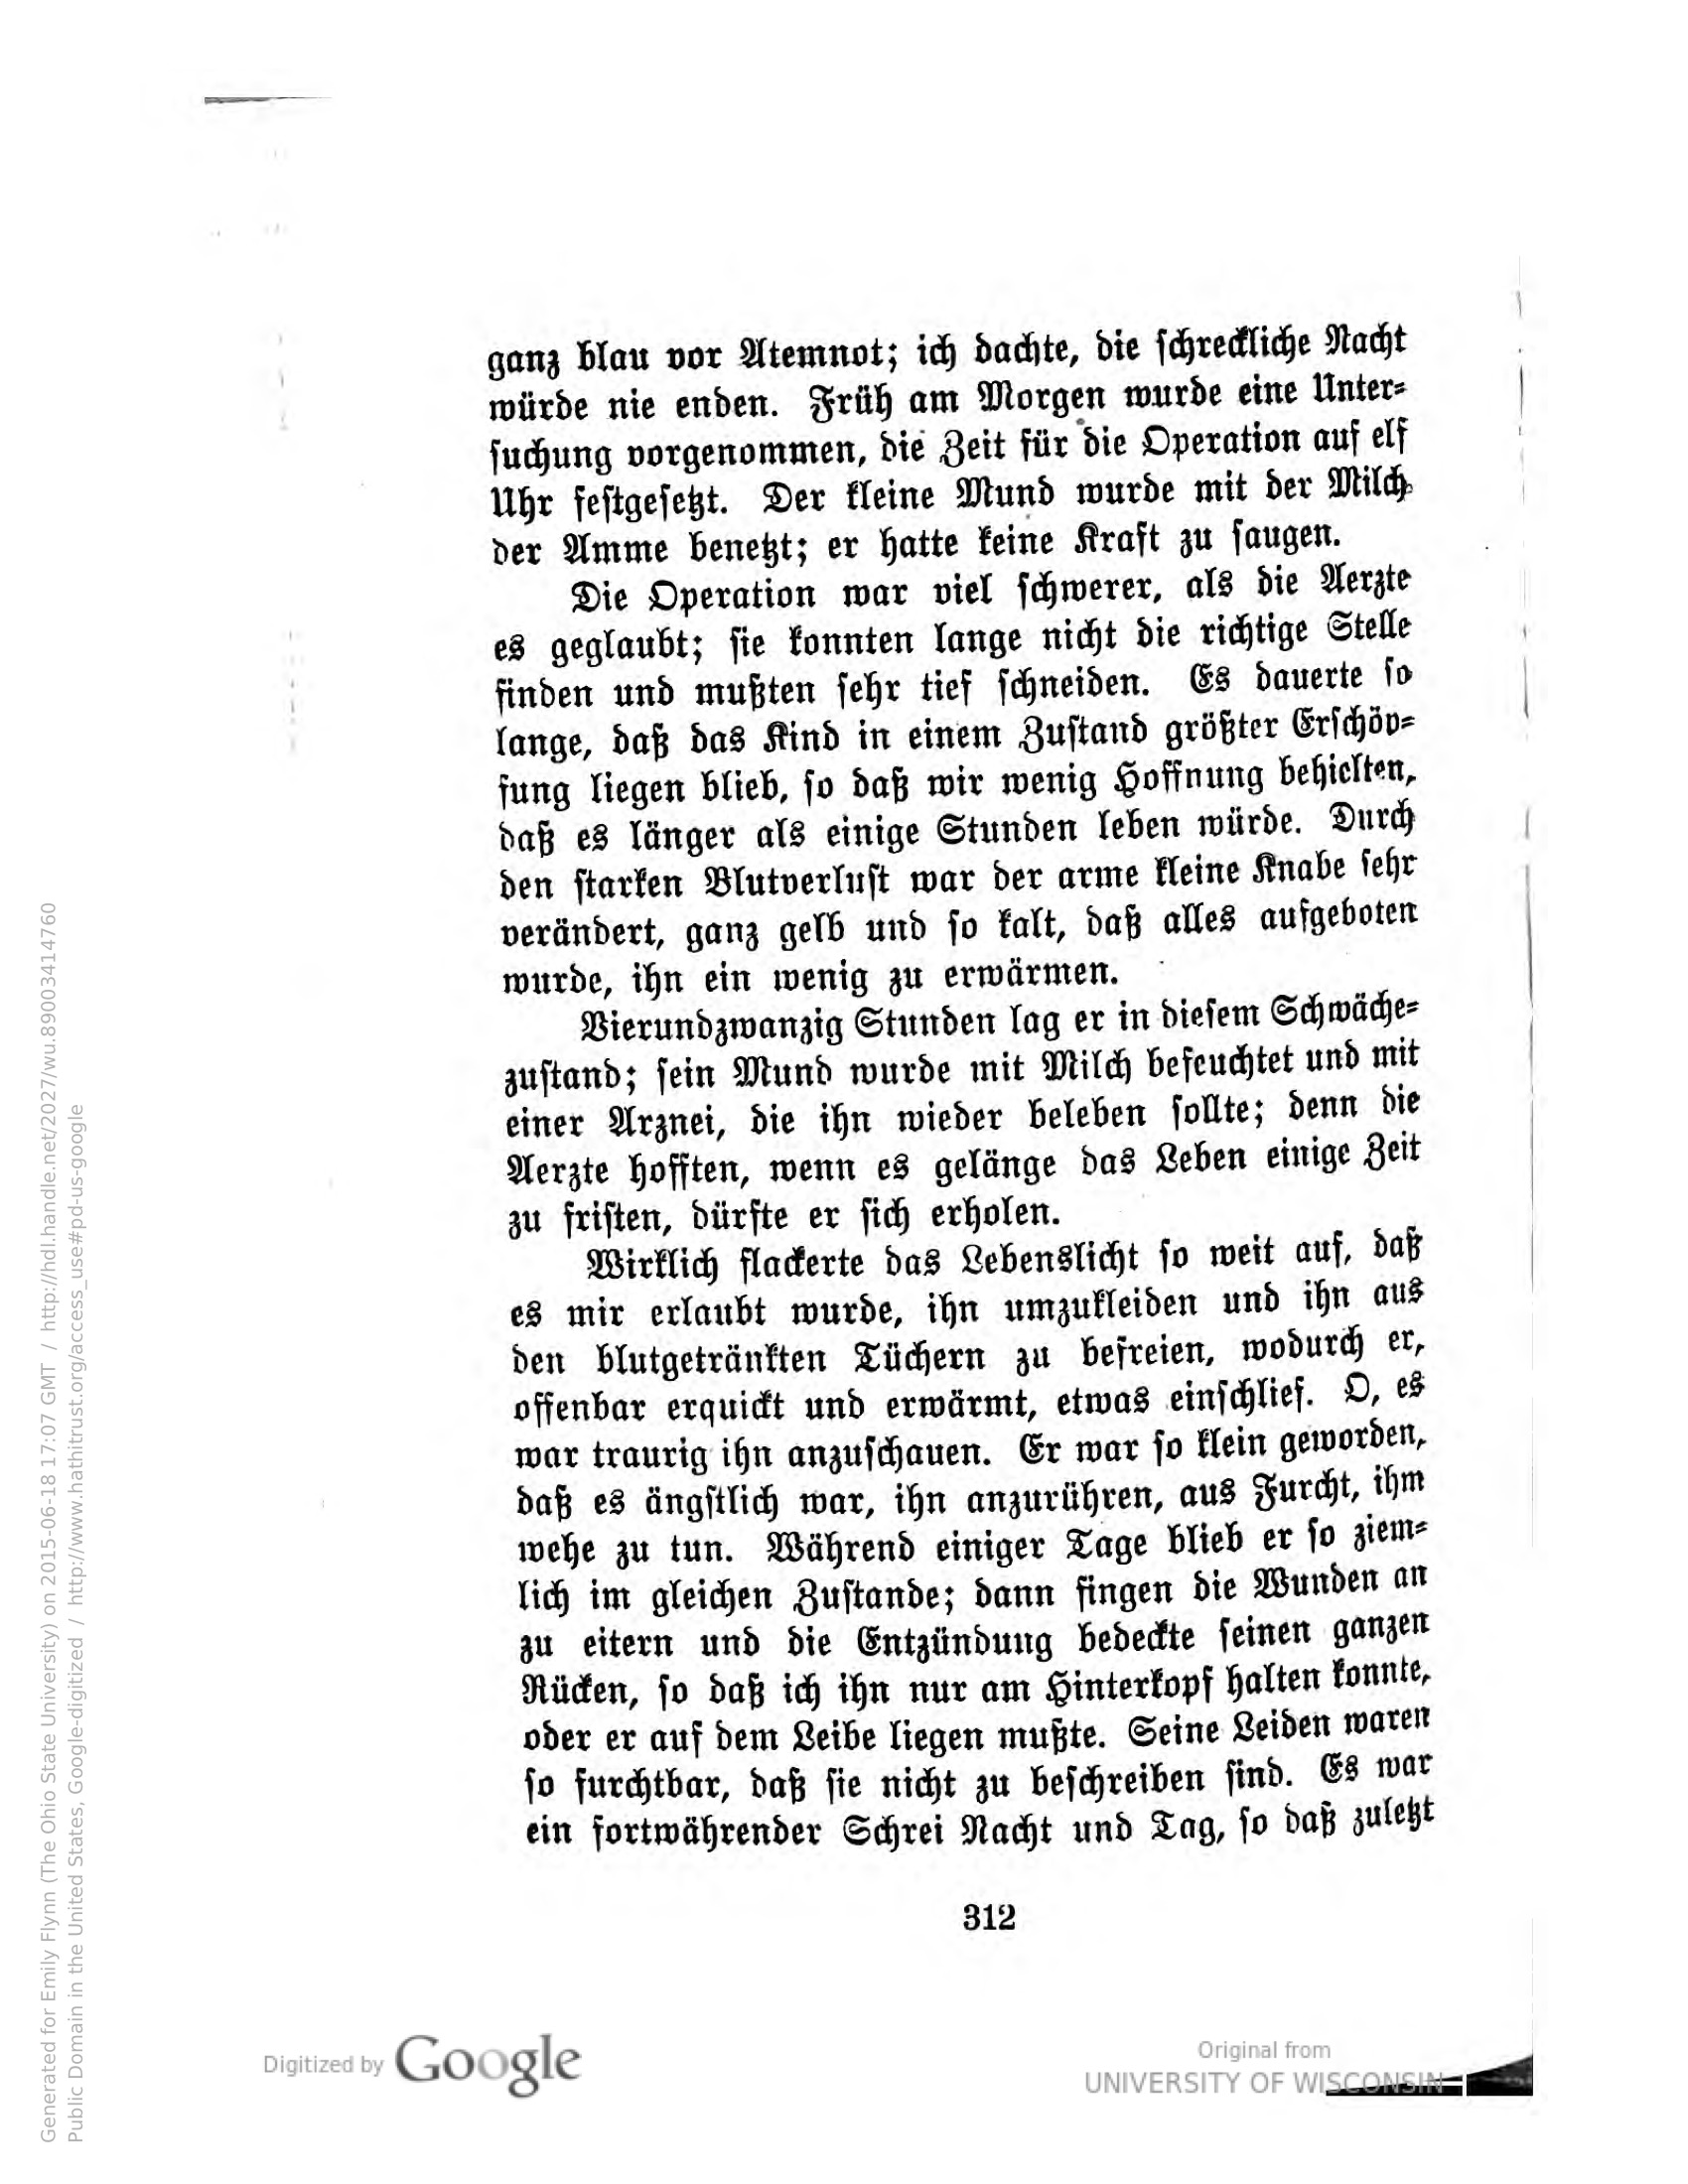 ganz blau vor Atemnot; ich dachte, die schreckliche Nacht
würde nie enden. Früh am Morgen wurde eine Unter=
suchung vorgenommen, die Zeit für die Operation auf elf
Uhr festgesetzt. Der kleine Mund wurde mit der Milch
der Amme benetzt; er hatte keine Kraft zu saugen.
Die Operation war viel schwerer, als die Aerzte
es geglaubt; sie konnten lange nicht die richtige Stelle
finden und mußten sehr tief schneiden. Es dauerte so
lange, daß das Kind in einem Zustand größter Erschöp=
fung liegen blieb, so daß wir wenig Hoffnung behielten,
daß es länger als einige Stunden leben würde. Durch
den starken Blutverlust war der arme kleine Knabe sehr
verändert, ganz gelb und so kalt, daß alles aufgeboten
wurde, ihn ein wenig zu erwärmen.
Vierundzwanzig Stunden lag er in diesem Schwäche=
zustand; sein Mund wurde mit Milch befeuchtet und mit
einer Arznei, die ihn wieder beleben sollte; denn die
Aerzte hofften, wenn es gelänge das Leben einige Zeit
zu fristen, dürfte er sich erholen.
Wirklich flackerte das Lebenslicht so weit auf, daß
es mir erlaubt wurde, ihn umzukleiden und ihn aus
den blutgetränkten Tüchern zu befreien, wodurch er,
offenbar erquickt und erwärmt, etwas einschlief. O, es
war traurig ihn anzuschauen. Er war so klein geworden,
daß es ängstlich war, ihn anzurühren, aus Furcht, ihm
wehe zu tun. Während einiger Tage blieb er so ziem=
lich im gleichen Zustande; dann fingen die Wunden an
zu eitern und die Entzündung bedeckte seinen ganzen
Rücken, so daß ich ihn nur am Hinterkopf halten konnte,
oder er auf dem Leibe liegen mußte. Seine Leiden waren
so furchtbar, daß sie nicht zu beschreiben sind. Es war
ein fortwährender Schrei Nacht und Tag, so daß zuletzt
312
Digitized by Google
Original from
UNIVERSITY OF WISCONSIN
Generated for Emily Flynn (The Ohio State University) on 2015-06-18 17:07 GMT / http://hdl.handle.net/2027/wu.89003414760
Public Domain in the United States, Google-digitized / http://www.hathitrust.org/access_use#pd-us-google